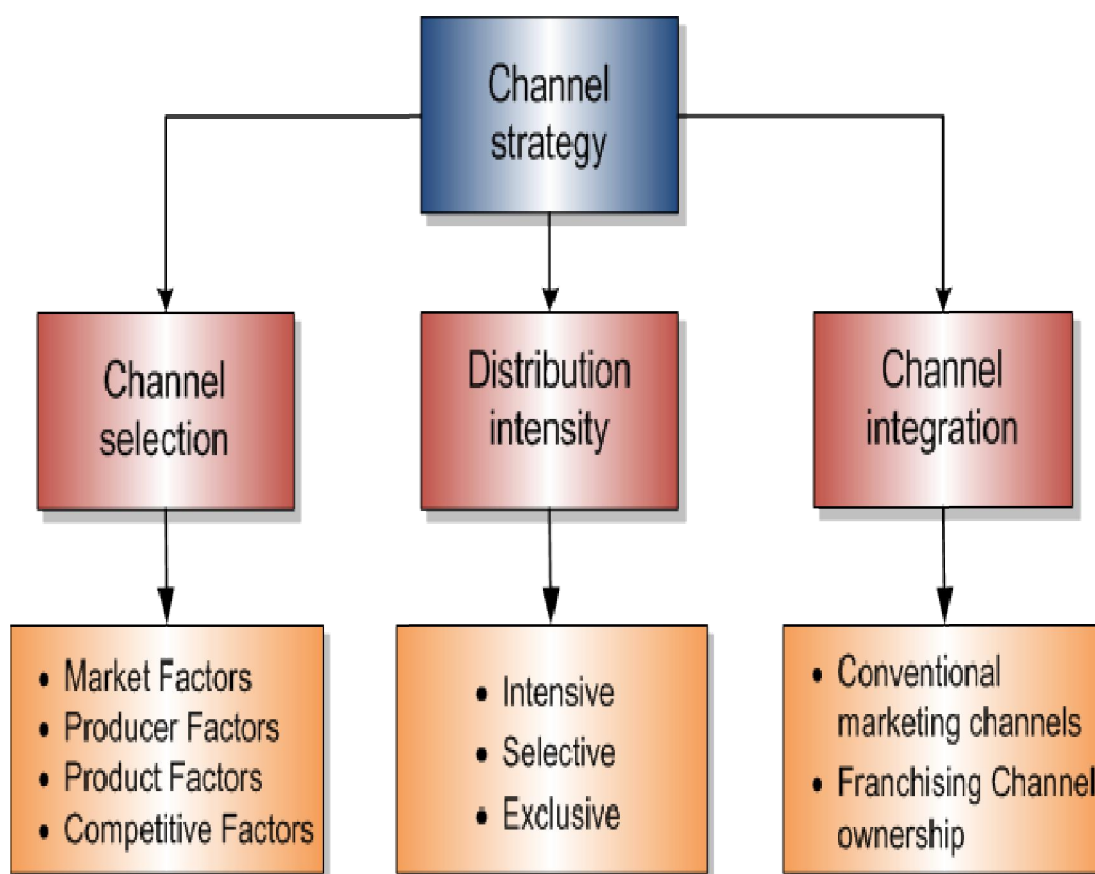 Channel
strategy
Channel
selection
Distribution
intensity
Channel
integration
• Market Factors
• Producer Factors
• Product Factors
• Competitive Factors
• Intensive
• Selective
• Exclusive
• Conventional
marketing channels
• Franchising Channel
ownership